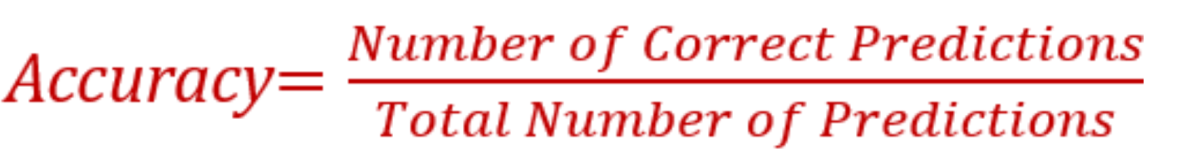 Accuracy=
Number of Correct Predictions
Total Number of Predictions